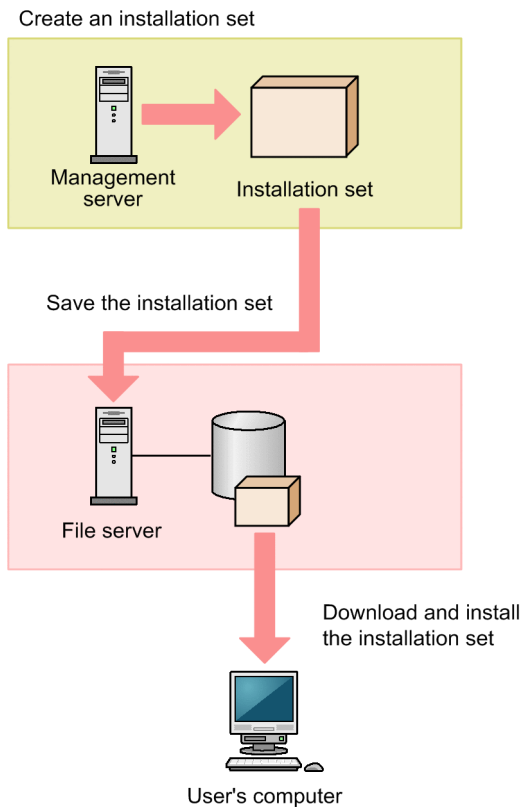 Create an installation set
Management
server
Installation set
Save the installation set
File server
Download and install
the installation set
User's computer